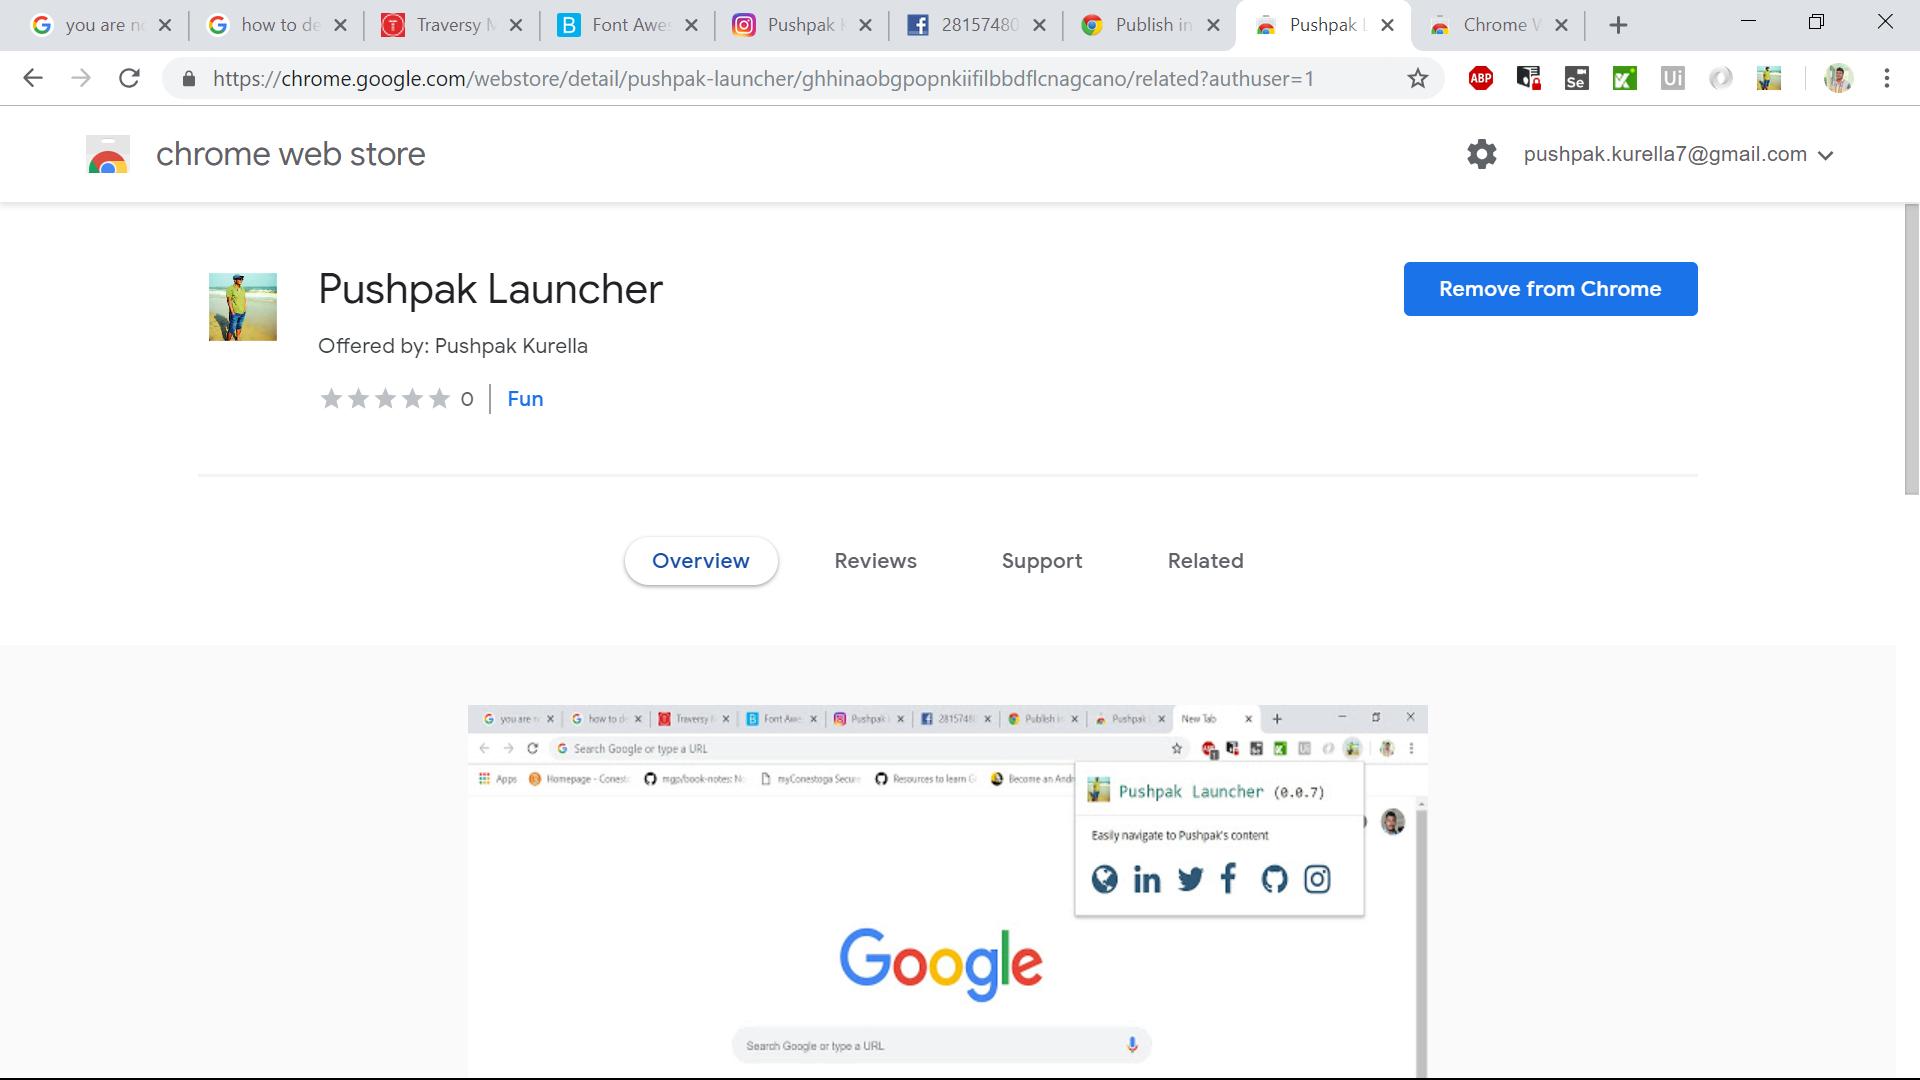 you are n
how to de
Traversy M
Font Awes
Pushpak K
28157480
Publish in
Pushpak L
Chrome W
https://chrome.google.com/webstore/detail/pushpak-launcher/ghhinaobgpopnkiifilbbdflcnagcano/related?authuser=1
ABP
Se
Ui
chrome web store
pushpak.kurella7@gmail.com
Pushpak Launcher
Remove from Chrome
Offered by: Pushpak Kurella
0 | Fun
Overview
Reviews
Support
Related
you are n
how to de
Traversy
Font Awe
Pushpak
2815748
Publish in
Pushpak
New Tab
Search Google or type a URL
Apps
Homepage - Conest
mgp/book-notes: No
myConestoga Secure
Resources to learn G
Become an Andr
Pushpak Launcher (0.0.7)
Easily navigate to Pushpak's content
Google
Search Google or type a URL